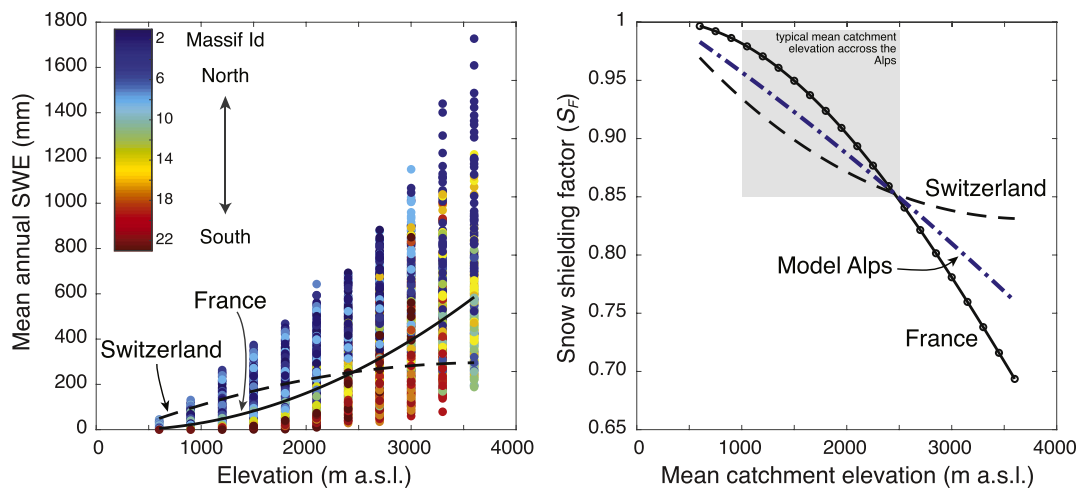 1800
1600
1400
1200
1000
800
600
400
200
0
Mean annual SWE (mm)
2
6
10
14
18
22
Massif Id
North
South
France
Switzerland
0
1000
2000
3000
4000
Elevation (m a.s.l.)
1
0.95
0.90
0.85
0.80
0.75
0.70
0.65
Snow shielding factor (S_F)
typical mean catchment
elevation accross the
Alps
Switzerland
Model Alps
France
0
1000
2000
3000
4000
Mean catchment elevation (m a.s.l.)